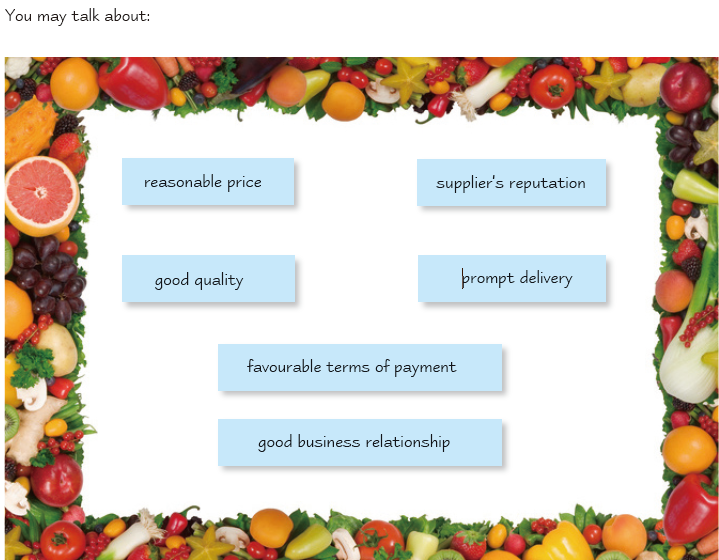 You may talk about:
reasonable price
supplier's reputation
good quality
prompt delivery
favourable terms of payment
good business relationship